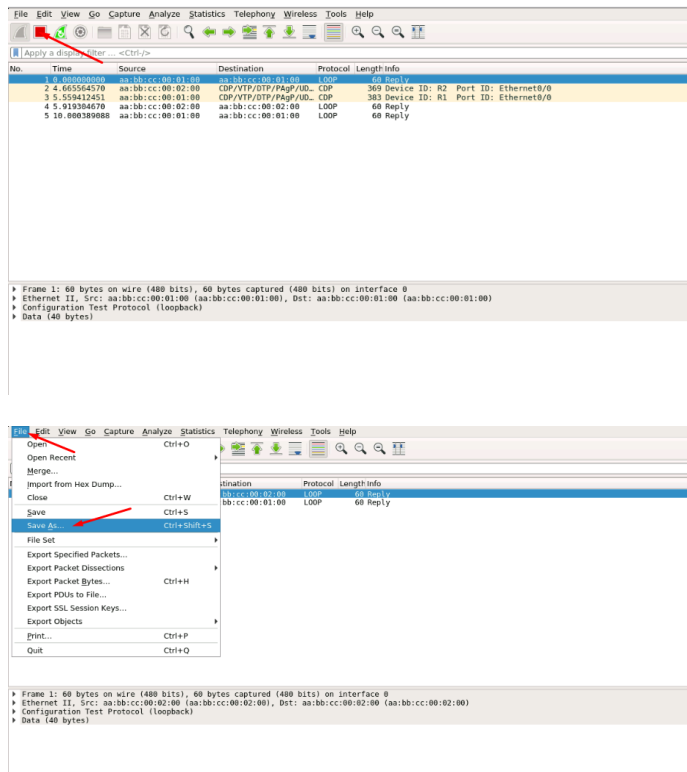 File Edit View Go Capture Analyze Statistics Telephony Wireless Tools Help
Apply a display filter ... <Ctrl-/>
No. Time Source Destination Protocol Length Info
1 0.000000000 aa:bb:cc:00:01:00 aa:bb:cc:00:01:00 LOOP 60 Reply
2 4.665564570 aa:bb:cc:00:02:00 CDP/VTP/DTP/PAgP/UD… CDP 369 Device ID: R2 Port ID: Ethernet0/0
3 5.559412451 aa:bb:cc:00:01:00 CDP/VTP/DTP/PAgP/UD… CDP 383 Device ID: R1 Port ID: Ethernet0/0
4 5.919304670 aa:bb:cc:00:02:00 aa:bb:cc:00:02:00 LOOP 60 Reply
5 10.000389088 aa:bb:cc:00:01:00 aa:bb:cc:00:01:00 LOOP 60 Reply
Frame 1: 60 bytes on wire (480 bits), 60 bytes captured (480 bits) on interface 0
Ethernet II, Src: aa:bb:cc:00:01:00 (aa:bb:cc:00:01:00), Dst: aa:bb:cc:00:01:00 (aa:bb:cc:00:01:00)
Configuration Test Protocol (loopback)
Data (40 bytes)
File Edit View Go Capture Analyze Statistics Telephony Wireless Tools Help
Open Ctrl+O
Open Recent
Merge...
Import from Hex Dump...
Close Ctrl+W
Save Ctrl+S
Save As... Ctrl+Shift+S
File Set
Export Specified Packets...
Export Packet Dissections
Export Packet Bytes... Ctrl+H
Export PDUs to File...
Export SSL Session Keys...
Export Objects
Print... Ctrl+P
Quit Ctrl+Q
stination Protocol Length Info
bb:cc:00:02:00 LOOP 60 Reply
bb:cc:00:01:00 LOOP 60 Reply
Frame 1: 60 bytes on wire (480 bits), 60 bytes captured (480 bits) on interface 0
Ethernet II, Src: aa:bb:cc:00:02:00 (aa:bb:cc:00:02:00), Dst: aa:bb:cc:00:02:00 (aa:bb:cc:00:02:00)
Configuration Test Protocol (loopback)
Data (40 bytes)